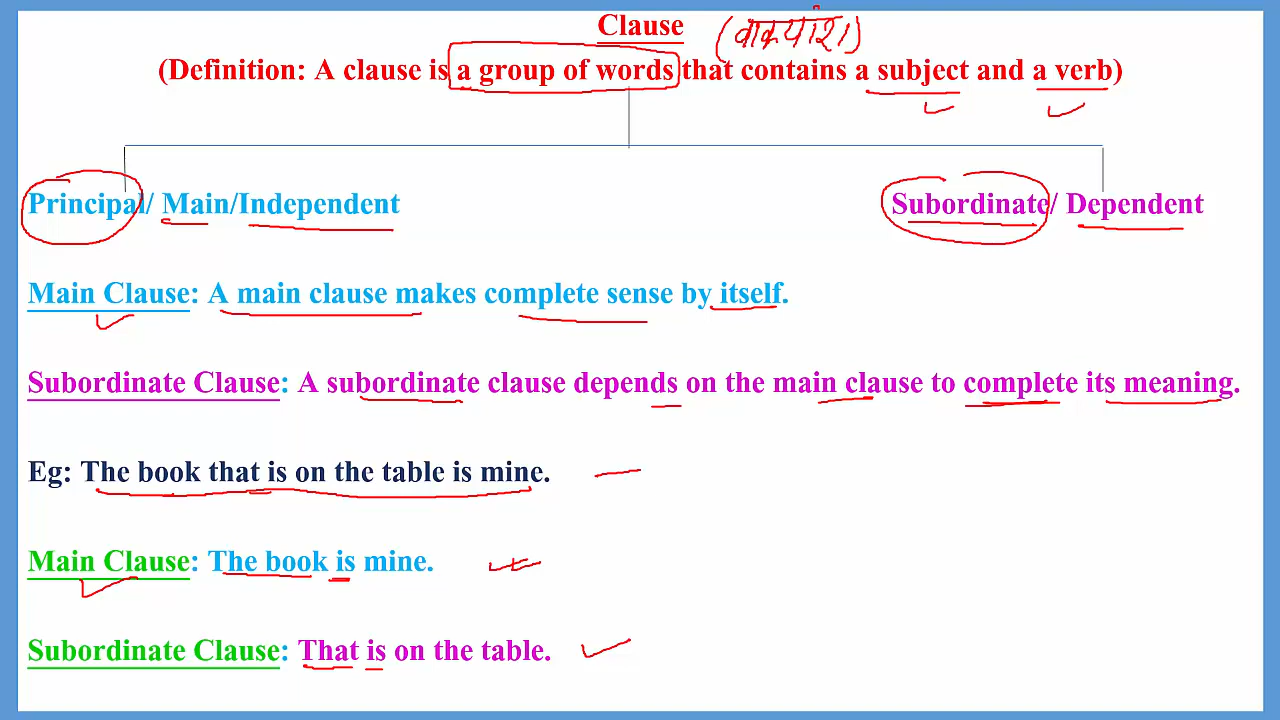 Clause (वाक्यांश)
(Definition: A clause is a group of words that contains a subject and a verb)
Principal/ Main/Independent
Subordinate/ Dependent
Main Clause: A main clause makes complete sense by itself.
Subordinate Clause: A subordinate clause depends on the main clause to complete its meaning.
Eg: The book that is on the table is mine.
Main Clause: The book is mine.
Subordinate Clause: That is on the table.